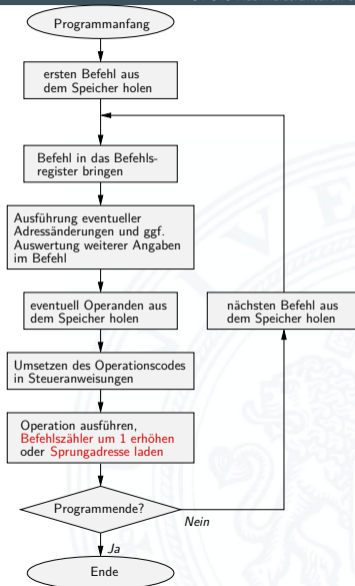 Programmanfang
ersten Befehl aus
dem Speicher holen
Befehl in das Befehls-
register bringen
Ausführung eventueller
Adressänderungen und ggf.
Auswertung weiterer Angaben
im Befehl
eventuell Operanden aus
dem Speicher holen
nächsten Befehl aus
dem Speicher holen
Umsetzen des Operationscodes
in Steueranweisungen
Operation ausführen,
Befehlszähler um 1 erhöhen
oder Sprungadresse laden
Programmende?
Nein
Ja
Ende